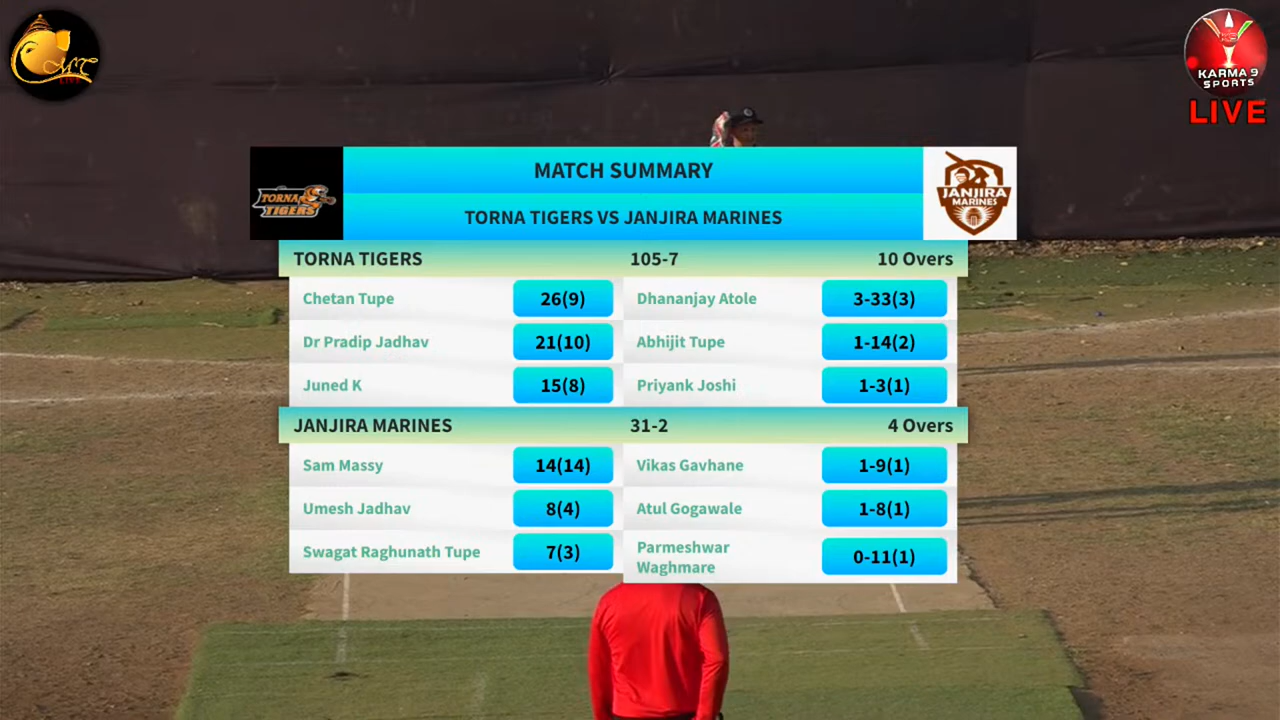 CMT
LIVE
KARMA 9
SPORTS
LIVE
MATCH SUMMARY
TORNA
TIGERS
JANJIRA
MARINES
TORNA TIGERS VS JANJIRA MARINES
TORNA TIGERS 105-7 10 Overs
Chetan Tupe 26(9) Dhananjay Atole 3-33(3)
Dr Pradip Jadhav 21(10) Abhijit Tupe 1-14(2)
Juned K 15(8) Priyank Joshi 1-3(1)
JANJIRA MARINES 31-2 4 Overs
Sam Massy 14(14) Vikas Gavhane 1-9(1)
Umesh Jadhav 8(4) Atul Gogawale 1-8(1)
Swagat Raghunath Tupe 7(3) Parmeshwar
Waghmare 0-11(1)